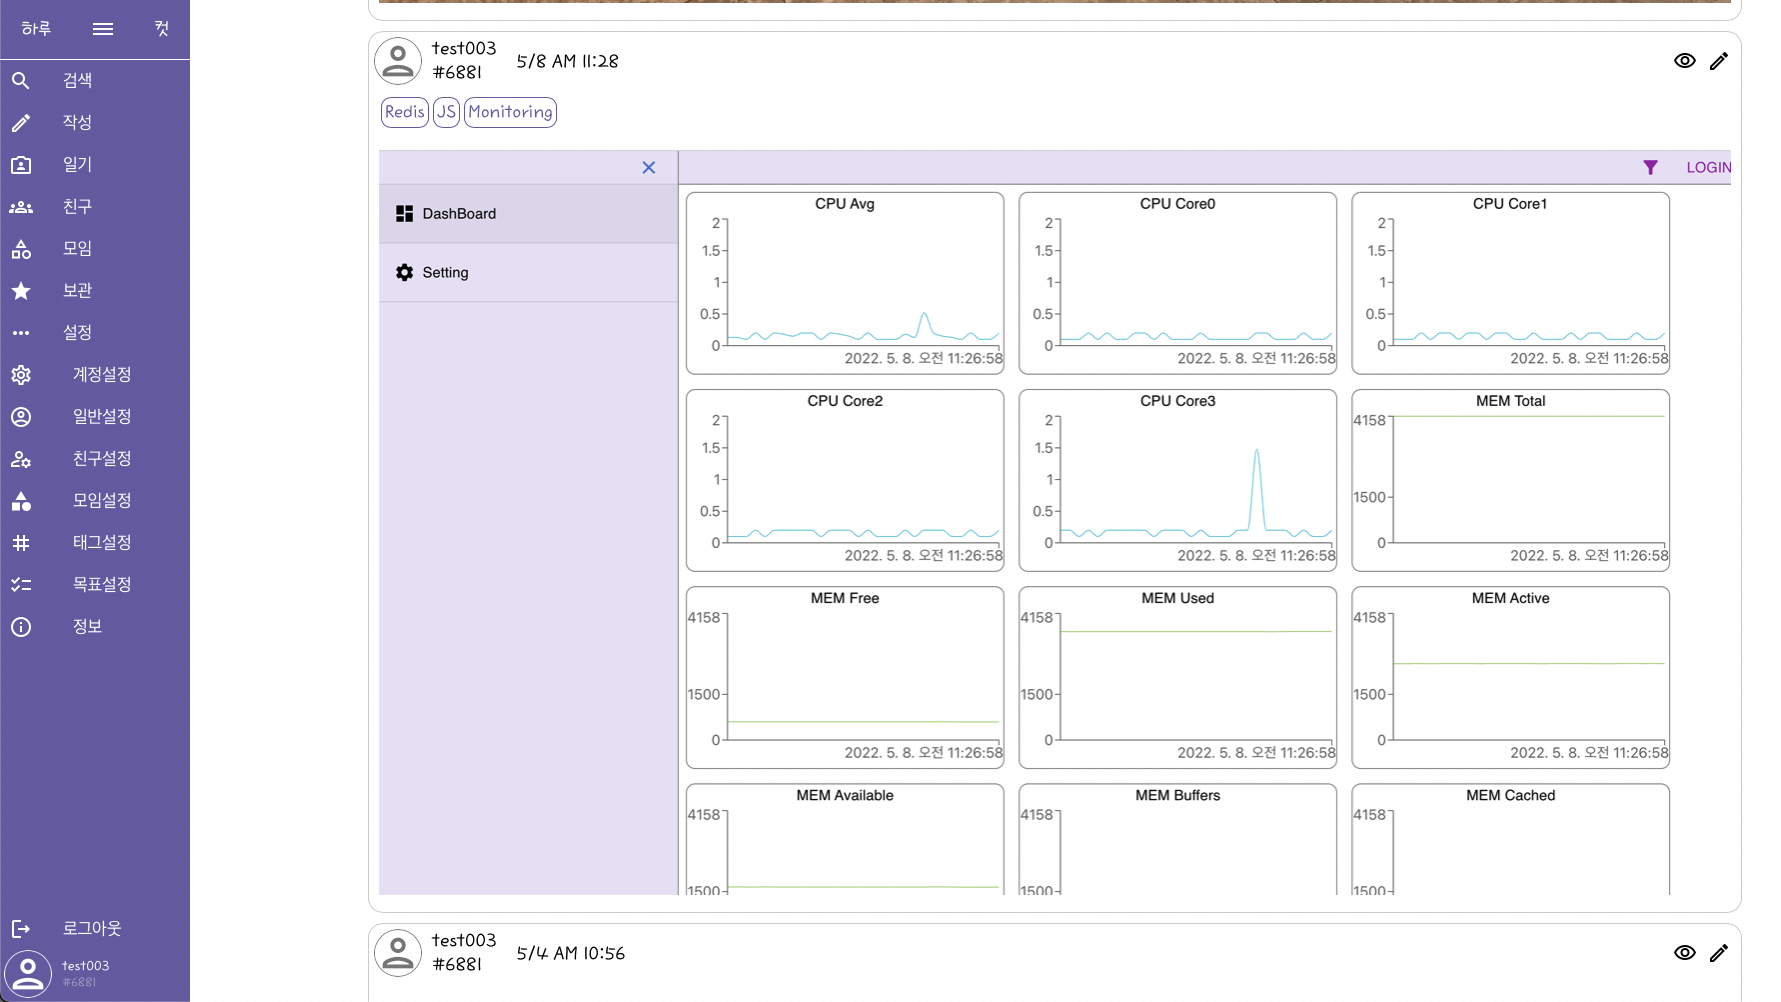 하루 컷
검색
작성
일기
친구
모임
보관
설정
계정설정
일반설정
친구설정
모임설정
태그설정
목표설정
정보
로그아웃
test003
#6881
test003
#6881
5/8 AM 11:28
Redis JS Monitoring
LOGIN
DashBoard
Setting
CPU Avg
2
1.5
1
0.5
0
2022. 5. 8. 오전 11:26:58
CPU Core0
2
1.5
1
0.5
0
2022. 5. 8. 오전 11:26:58
CPU Core1
2
1.5
1
0.5
0
2022. 5. 8. 오전 11:26:58
CPU Core2
2
1.5
1
0.5
0
2022. 5. 8. 오전 11:26:58
CPU Core3
2
1.5
1
0.5
0
2022. 5. 8. 오전 11:26:58
MEM Total
4158
1500
0
2022. 5. 8. 오전 11:26:58
MEM Free
4158
1500
0
2022. 5. 8. 오전 11:26:58
MEM Used
4158
1500
0
2022. 5. 8. 오전 11:26:58
MEM Active
4158
1500
0
2022. 5. 8. 오전 11:26:58
MEM Available
4158
1500
MEM Buffers
4158
1500
MEM Cached
4158
1500
test003
#6881
5/4 AM 10:56